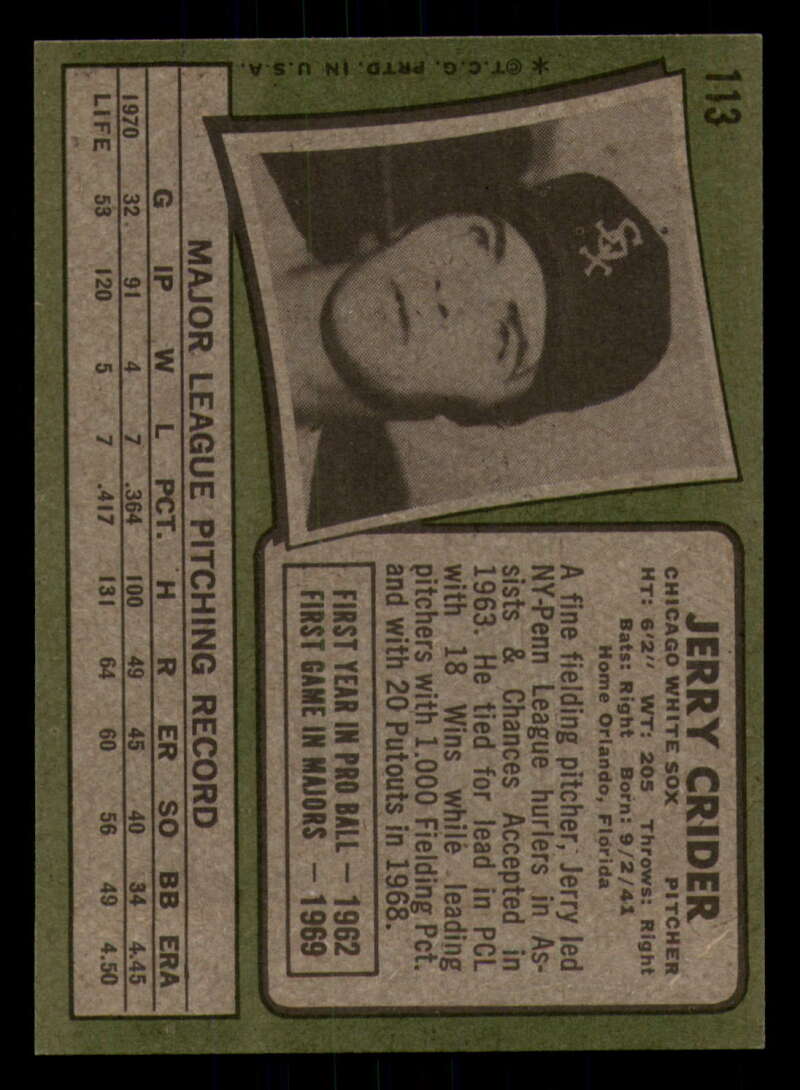 113
JERRY CRIDER
CHICAGO WHITE SOX PITCHER
HT: 6'2" WT: 205 Throws: Right
Bats: Right Born: 9/2/41
Home Orlando, Florida
A fine fielding pitcher, Jerry led
NY-Penn League hurlers in As-
sists & Chances Accepted in
1963. He tied for lead in PCL
with 18 Wins while leading
pitchers with 1.000 Fielding Pct.
and with 20 Putouts in 1968.
FIRST YEAR IN PRO BALL — 1962
FIRST GAME IN MAJORS — 1969
MAJOR LEAGUE PITCHING RECORD
G IP W L PCT. H R ER SO BB ERA
1970 32 91 4 7 .364 100 49 45 40 34 4.45
LIFE 53 120 5 7 .417 131 64 60 56 49 4.50
* © T.C.G. PRTD. IN U.S.A.
SOX